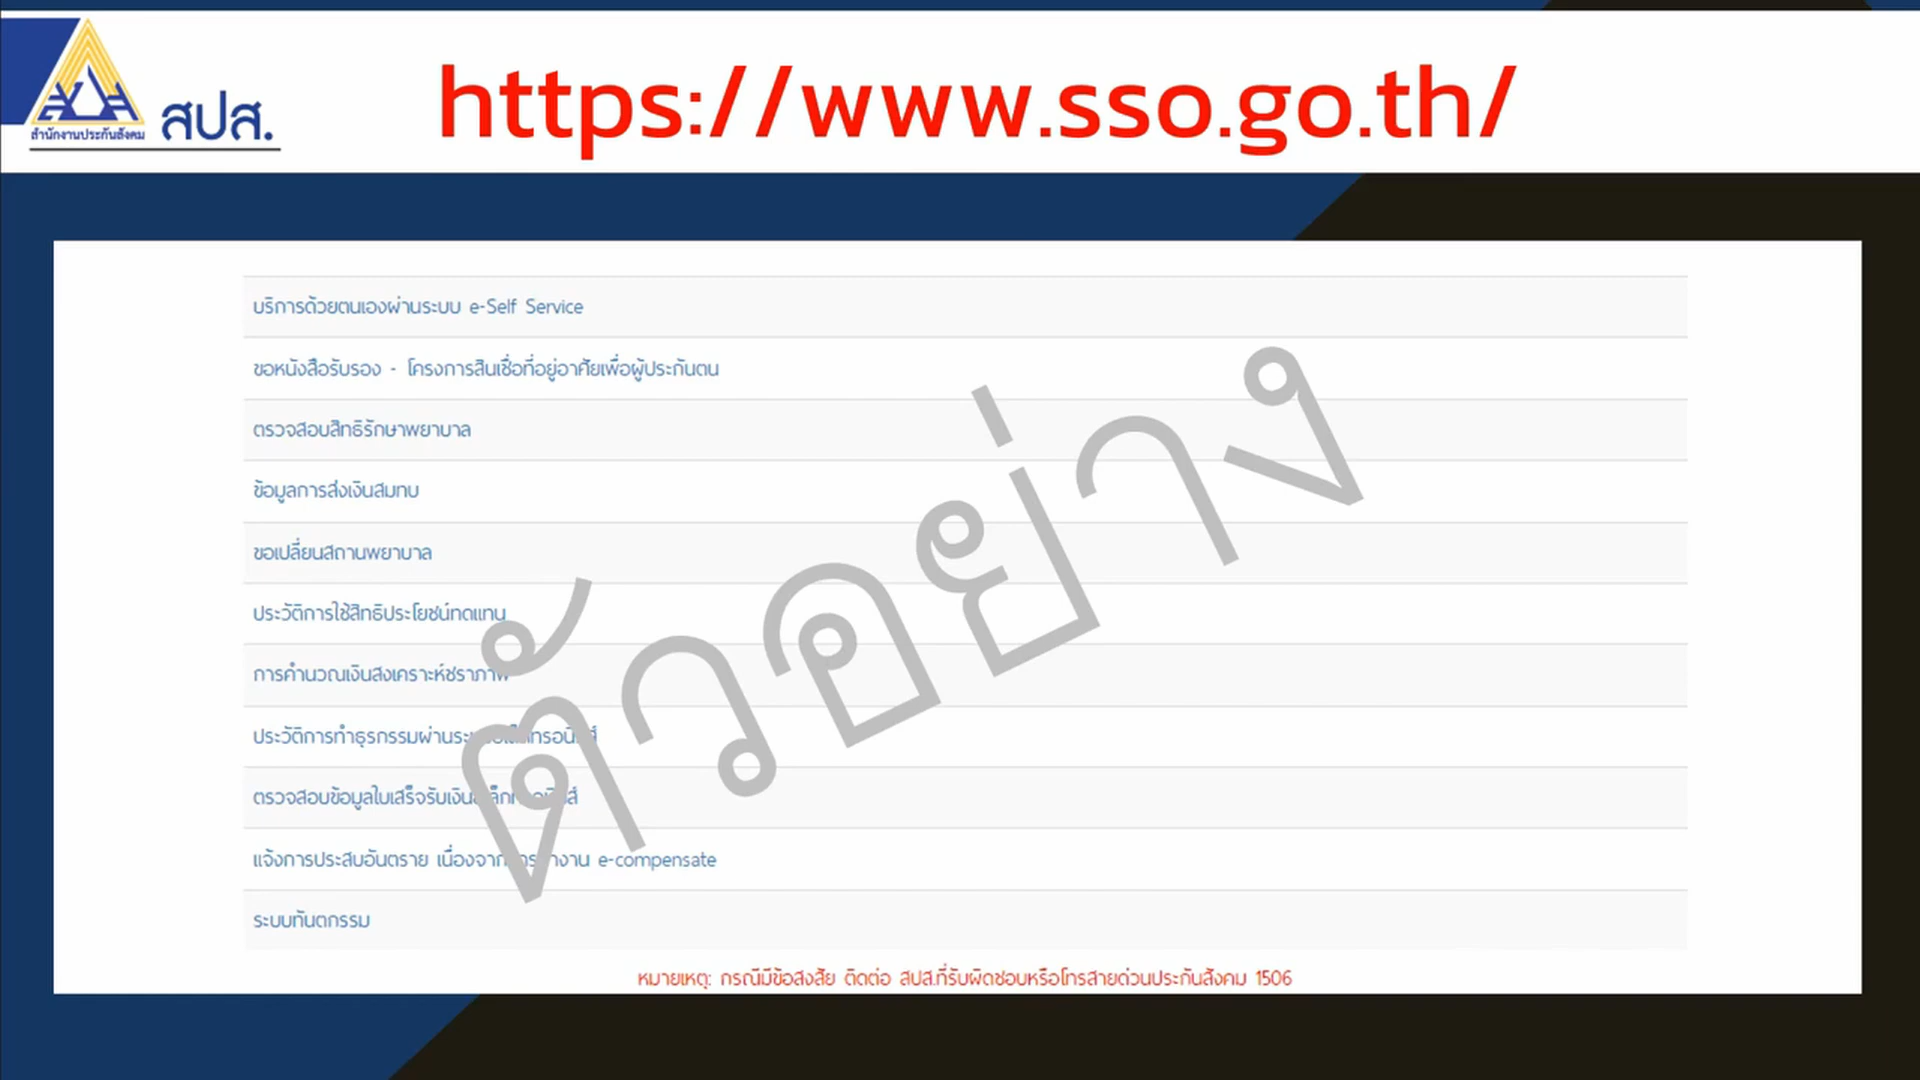 สปส
สำนักงานประกันสังคม
สปส.
https://www.sso.go.th/
บริการด้วยตนเองผ่านระบบ e-Self Service
ขอหนังสือรับรอง - โครงการสินเชื่อที่อยู่อาศัยเพื่อผู้ประกันตน
ตรวจสอบสิทธิรักษาพยาบาล
ข้อมูลการส่งเงินสมทบ
ขอเปลี่ยนสถานพยาบาล
ประวัติการใช้สิทธิประโยชน์ทดแทน
การคำนวณเงินสงเคราะห์ชราภาพ
ประวัติการทำธุรกรรมผ่านระบบอิเล็กทรอนิกส์
ตรวจสอบข้อมูลใบเสร็จรับเงินอิเล็กทรอนิกส์
แจ้งการประสบอันตราย เนื่องจากการทำงาน e-compensate
ระบบทันตกรรม
ตัวอย่าง
หมายเหตุ: กรณีมีข้อสงสัย ติดต่อ สปส.ที่รับผิดชอบหรือโทรสายด่วนประกันสังคม 1506